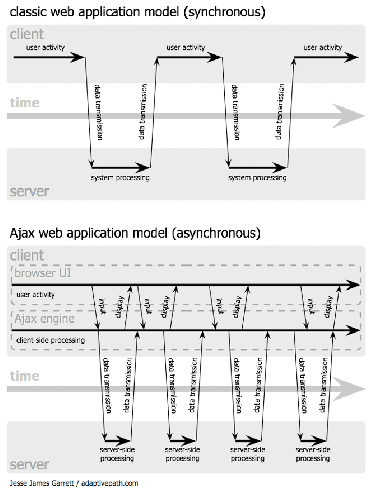 classic web application model (synchronous)
client
user activity
user activity
user activity
data transmission
data transmission
data transmission
data transmission
time
system processing
system processing
server
Ajax web application model (asynchronous)
client
browser UI
user activity
input
display
input
display
input
display
input
display
Ajax engine
client-side processing
data transmission
data transmission
data transmission
data transmission
data transmission
data transmission
data transmission
data transmission
time
server-side
processing
server-side
processing
server-side
processing
server-side
processing
server
Jesse James Garrett / adaptivepath.com